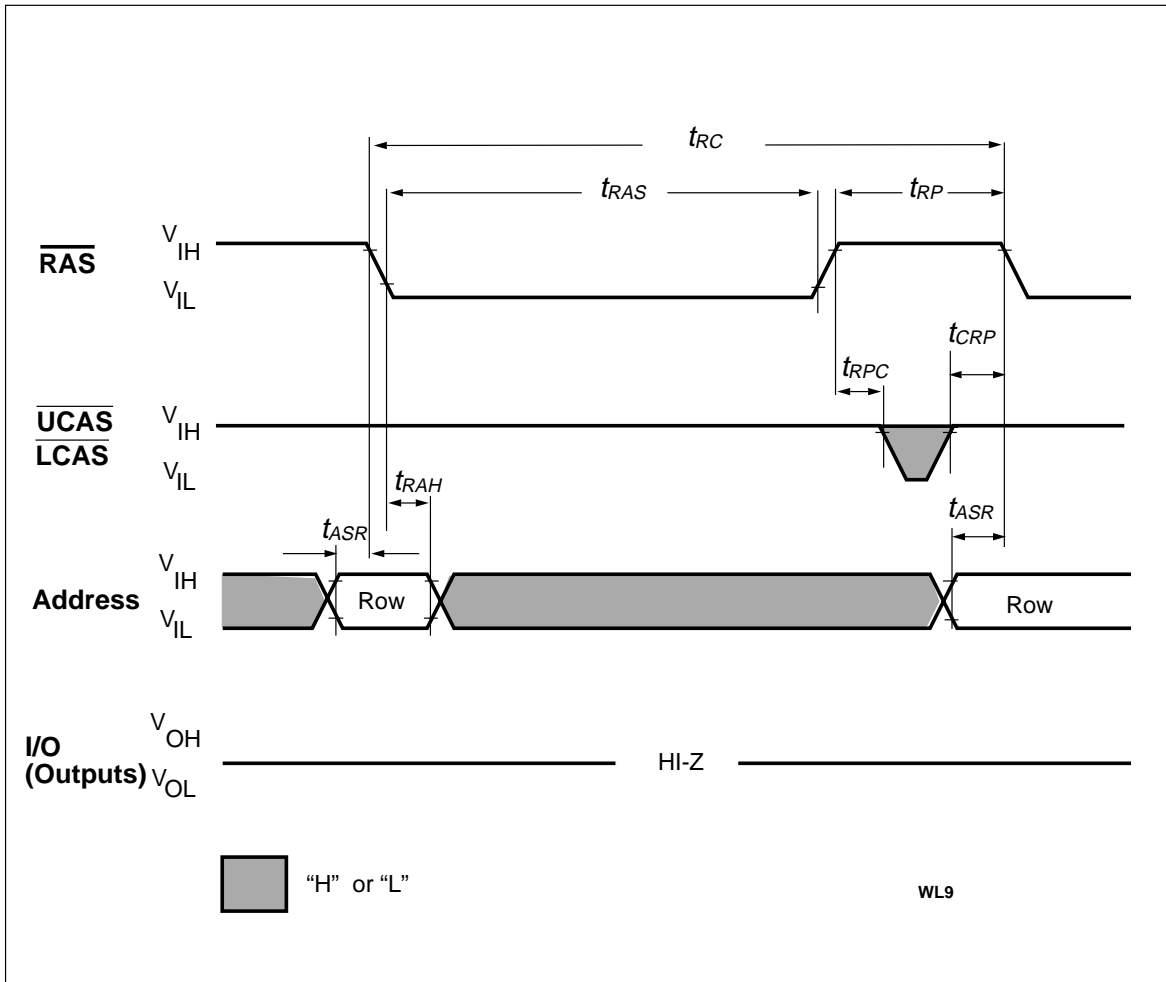 tRC
tRAS
tRP
RAS
VIH
VIL
tCRP
tRPC
UCAS
LCAS
VIH
VIL
tRAH
tASR
tASR
Address
VIH
VIL
Row
Row
I/O
(Outputs)
VOH
VOL
HI-Z
“H” or “L”
WL9